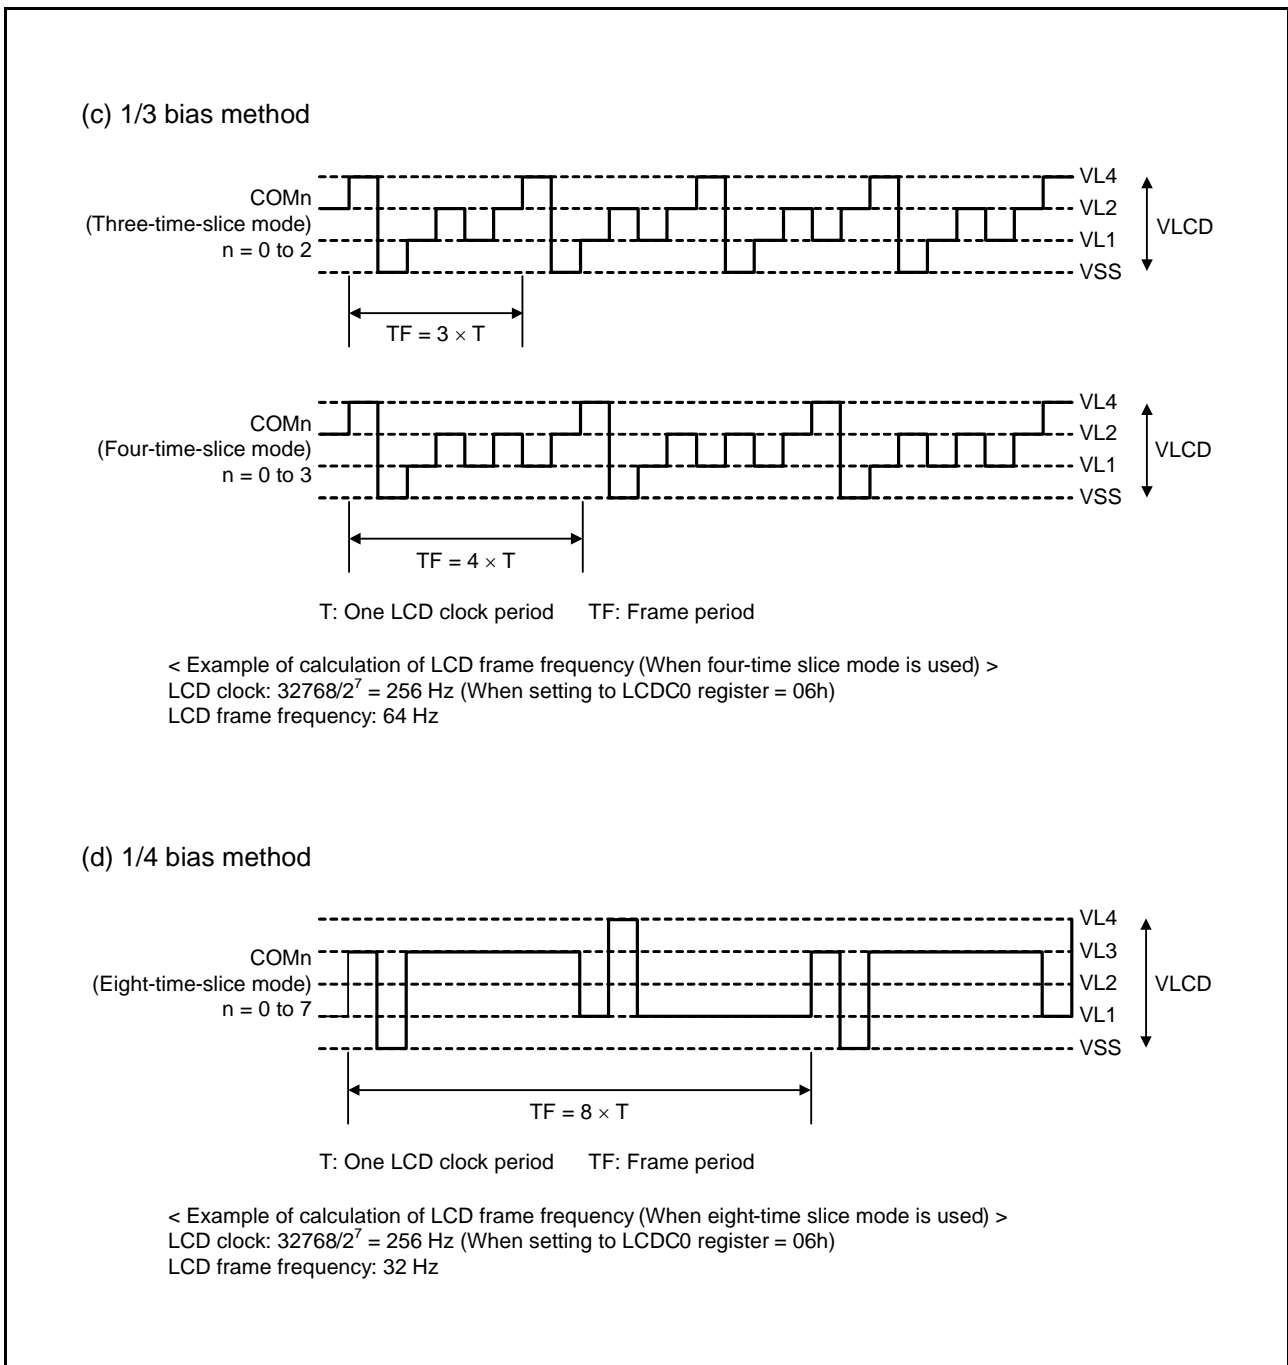 (c) 1/3 bias method
COMn
(Three-time-slice mode)
n = 0 to 2
VL4
VL2
VL1
VSS
VLCD
TF = 3 × T
COMn
(Four-time-slice mode)
n = 0 to 3
VL4
VL2
VL1
VSS
VLCD
TF = 4 × T
T: One LCD clock period TF: Frame period
< Example of calculation of LCD frame frequency (When four-time slice mode is used) >
LCD clock: 32768/2⁷ = 256 Hz (When setting to LCDC0 register = 06h)
LCD frame frequency: 64 Hz
(d) 1/4 bias method
COMn
(Eight-time-slice mode)
n = 0 to 7
VL4
VL3
VL2
VL1
VSS
VLCD
TF = 8 × T
T: One LCD clock period TF: Frame period
< Example of calculation of LCD frame frequency (When eight-time slice mode is used) >
LCD clock: 32768/2⁷ = 256 Hz (When setting to LCDC0 register = 06h)
LCD frame frequency: 32 Hz